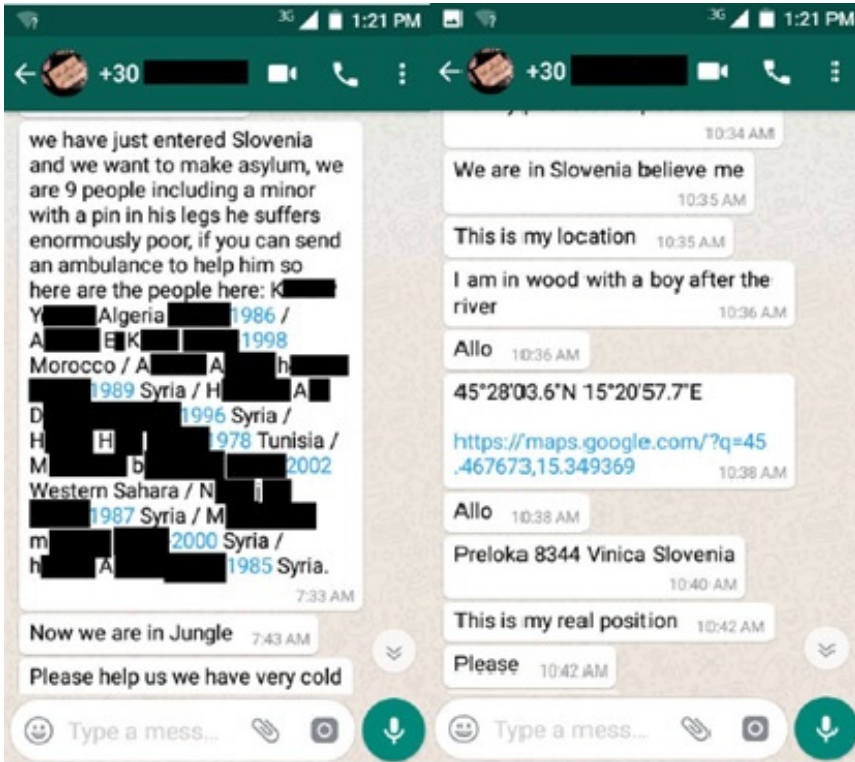 3G 1:21 PM
+30
we have just entered Slovenia
and we want to make asylum, we
are 9 people including a minor
with a pin in his legs he suffers
enormously poor, if you can send
an ambulance to help him so
here are the people here: K
Y Algeria 1986 /
A E K 1998
Morocco / A A h
1989 Syria / H A
D 1996 Syria /
H H 1978 Tunisia /
M b 2002
Western Sahara / N i
1987 Syria / M
m 2000 Syria /
h A 1985 Syria.
7:33 AM
Now we are in Jungle 7:43 AM
Please help us we have very cold
Type a mess...
3G 1:21 PM
+30
10:34 AM
We are in Slovenia believe me
10:35 AM
This is my location 10:35 AM
I am in wood with a boy after the
river 10:36 AM
Allo 10:36 AM
45°28'03.6"N 15°20'57.7"E
https://maps.google.com/?q=45
.467673,15.349369 10:38 AM
Allo 10:38 AM
Preloka 8344 Vinica Slovenia
10:40 AM
This is my real position 10:42 AM
Please 10:42 AM
Type a mess...